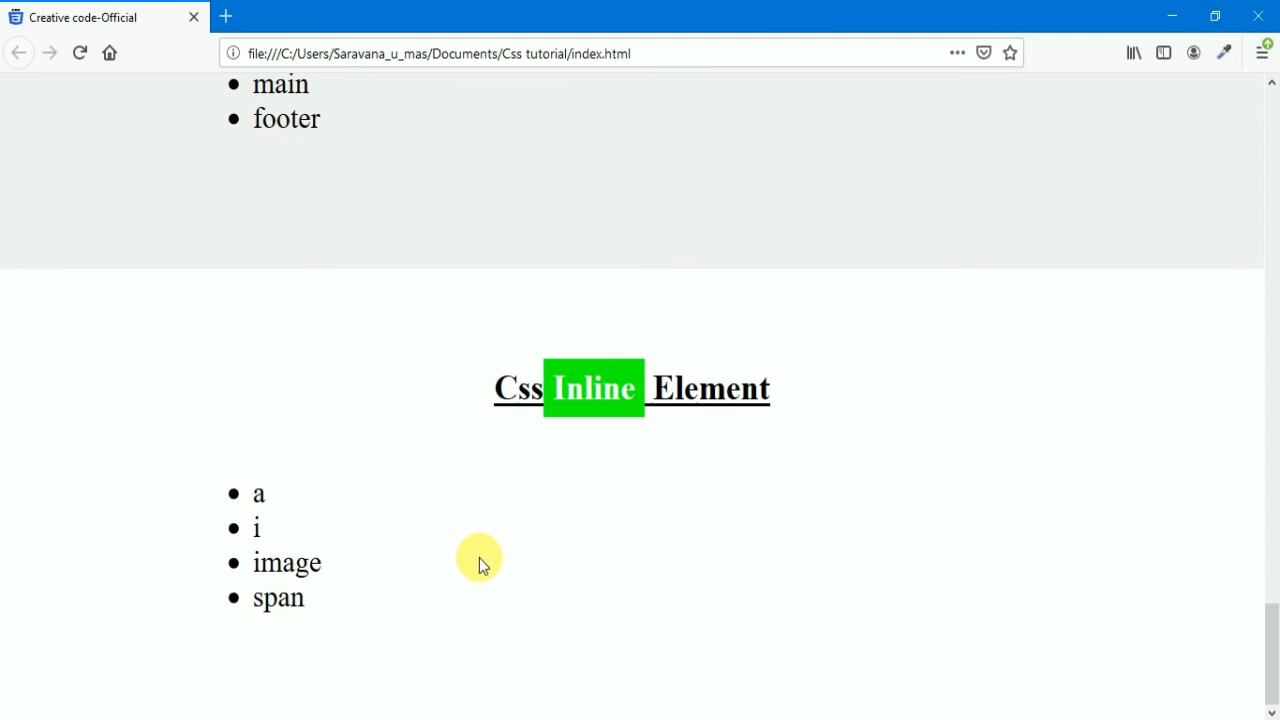 Creative code-Official
file:///C:/Users/Saravana_u_mas/Documents/Css tutorial/index.html
main
footer
Css Inline Element
a
i
image
span